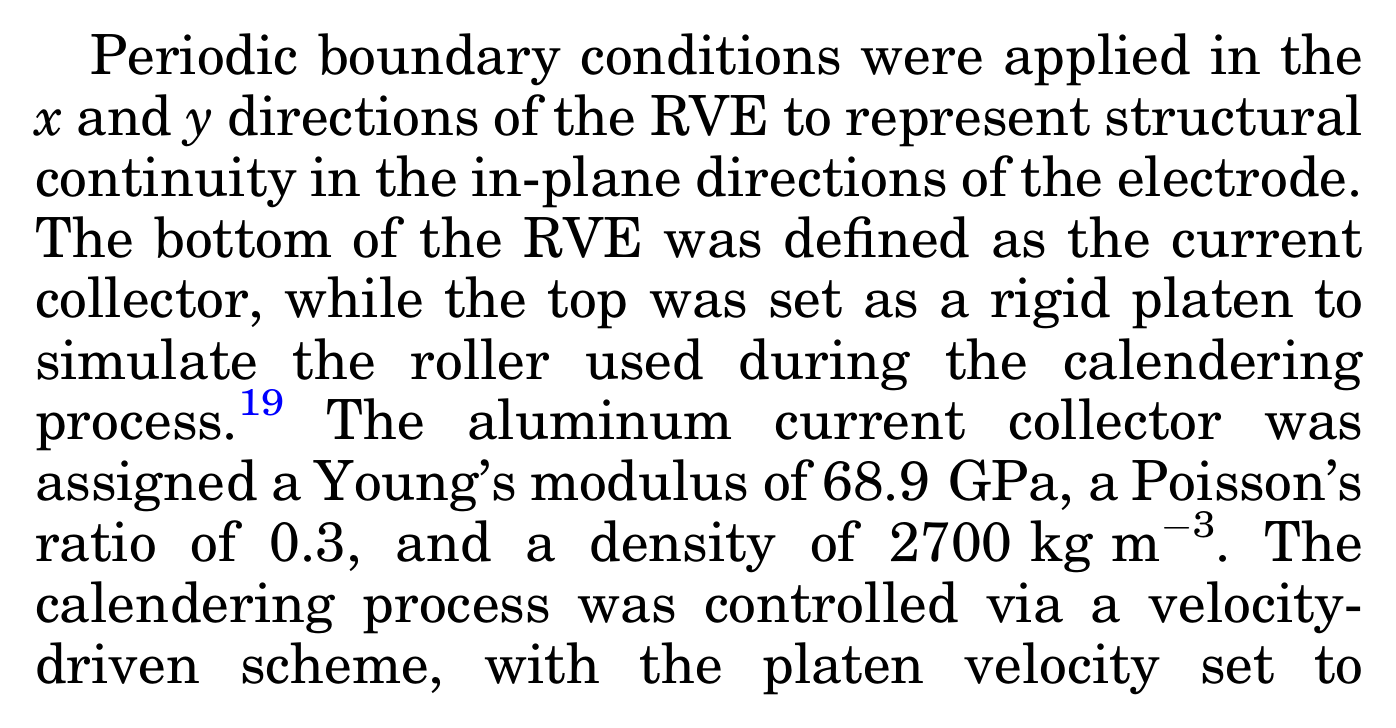 Periodic boundary conditions were applied in the
x and y directions of the RVE to represent structural
continuity in the in-plane directions of the electrode.
The bottom of the RVE was defined as the current
collector, while the top was set as a rigid platen to
simulate the roller used during the calendering
process.¹⁹ The aluminum current collector was
assigned a Young’s modulus of 68.9 GPa, a Poisson’s
ratio of 0.3, and a density of 2700 kg m⁻³. The
calendering process was controlled via a velocity-
driven scheme, with the platen velocity set to